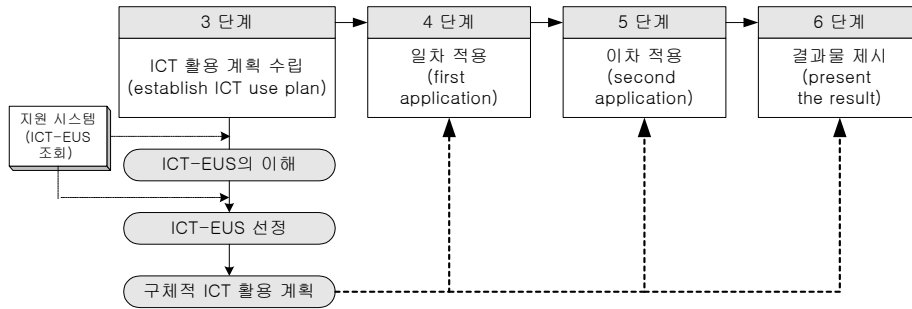 3 단계
ICT 활용 계획 수립
(establish ICT use plan)
4 단계
일차 적용
(first
application)
5 단계
이차 적용
(second
application)
6 단계
결과물 제시
(present
the result)
지원 시스템
(ICT-EUS
조회)
ICT-EUS의 이해
ICT-EUS 선정
구체적 ICT 활용 계획